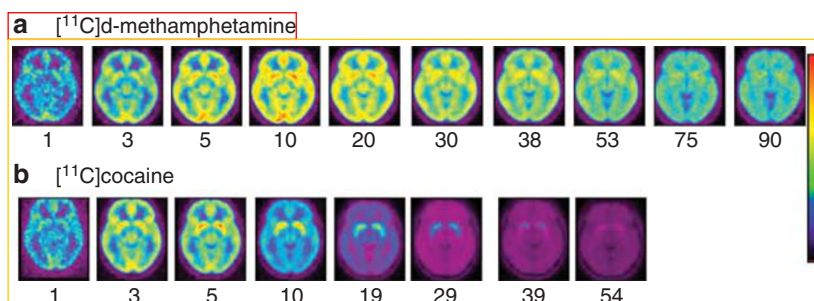 a [¹¹C]d-methamphetamine
1 3 5 10 20 30 38 53 75 90
b [¹¹C]cocaine
1 3 5 10 19 29 39 54